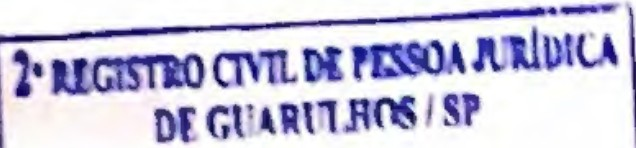 2º REGISTRO CIVIL DE PESSOA JURÍDICA
DE GUARULHOS / SP